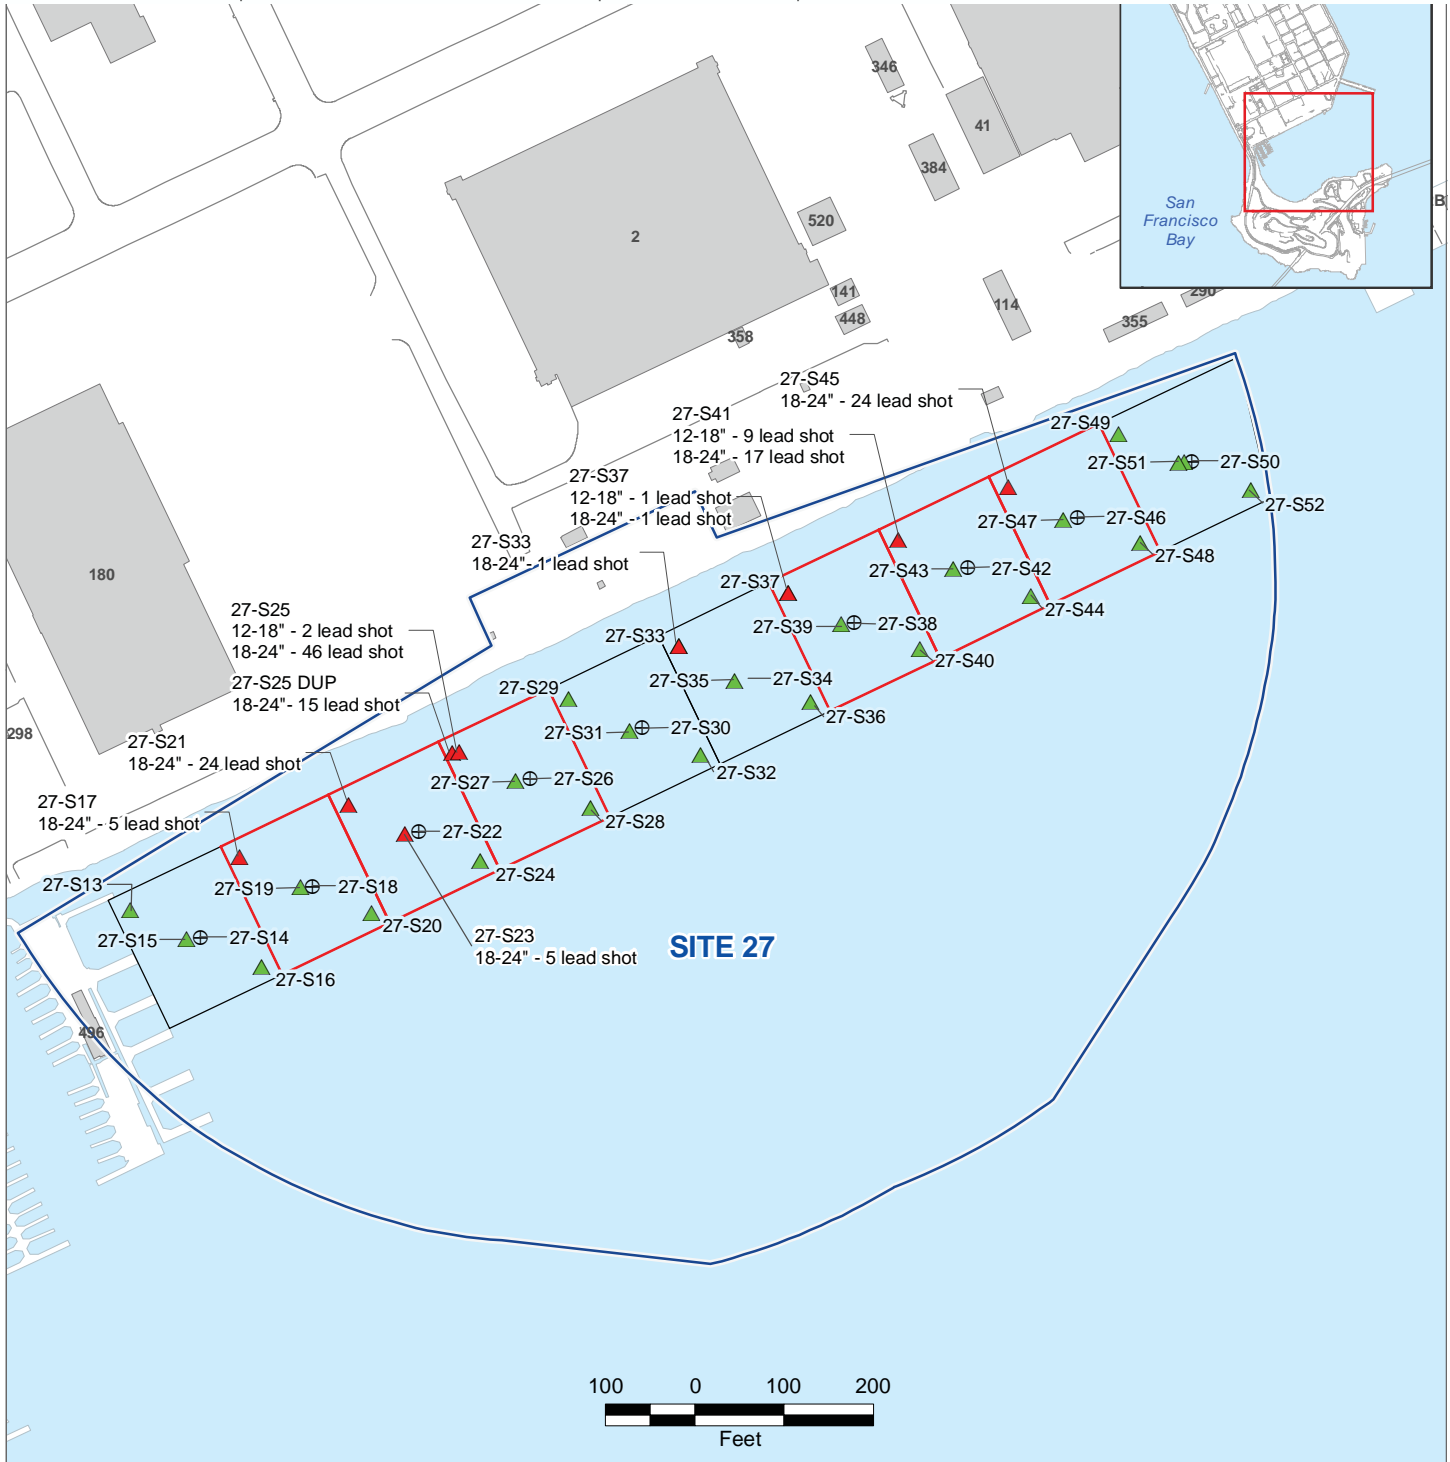 346
41
384
520
2
141
448
358
114
355
290
San
Francisco
Bay
B
180
298
496
27-S45
18-24" - 24 lead shot
27-S41
12-18" - 9 lead shot
18-24" - 17 lead shot
27-S37
12-18" - 1 lead shot
18-24" - 1 lead shot
27-S33
18-24"- 1 lead shot
27-S25
12-18" - 2 lead shot
18-24" - 46 lead shot
27-S25 DUP
18-24"- 15 lead shot
27-S21
18-24" - 24 lead shot
27-S17
18-24" - 5 lead shot
27-S49
27-S51
27-S50
27-S52
27-S47
27-S46
27-S48
27-S43
27-S42
27-S44
27-S37
27-S39
27-S38
27-S40
27-S33
27-S35
27-S34
27-S36
27-S29
27-S31
27-S30
27-S32
27-S27
27-S26
27-S28
27-S22
27-S24
27-S13
27-S19
27-S18
27-S20
27-S15
27-S14
27-S16
27-S23
18-24" - 5 lead shot
SITE 27
100 0 100 200
Feet